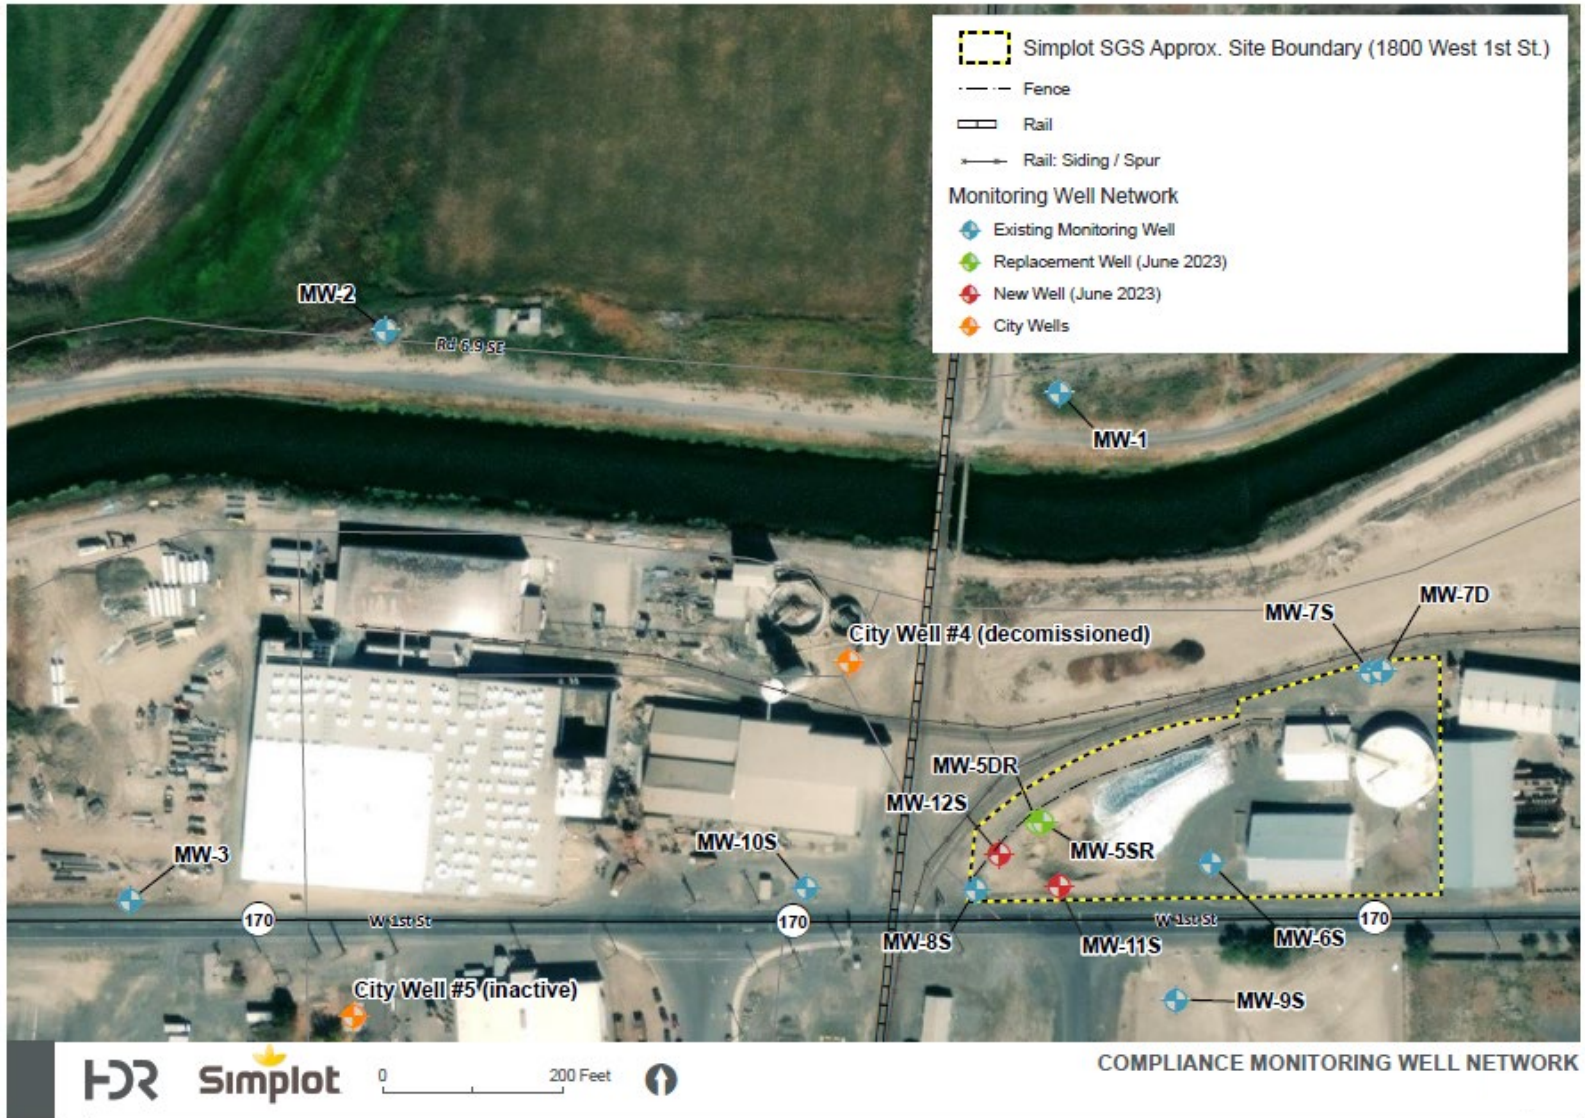 Simplot SGS Approx. Site Boundary (1800 West 1st St.)
Fence
Rail
Rail: Siding / Spur
Monitoring Well Network
Existing Monitoring Well
Replacement Well (June 2023)
New Well (June 2023)
City Wells
MW-2
Rd 6.9 SE
MW-1
MW-7D
MW-7S
City Well #4 (decomissioned)
MW-5DR
MW-12S
MW-10S
MW-5SR
MW-3
170
W 1st St
170
W 1st St
170
MW-8S
MW-11S
MW-6S
City Well #5 (inactive)
MW-9S
HDR
Simplot
0
200 Feet
COMPLIANCE MONITORING WELL NETWORK